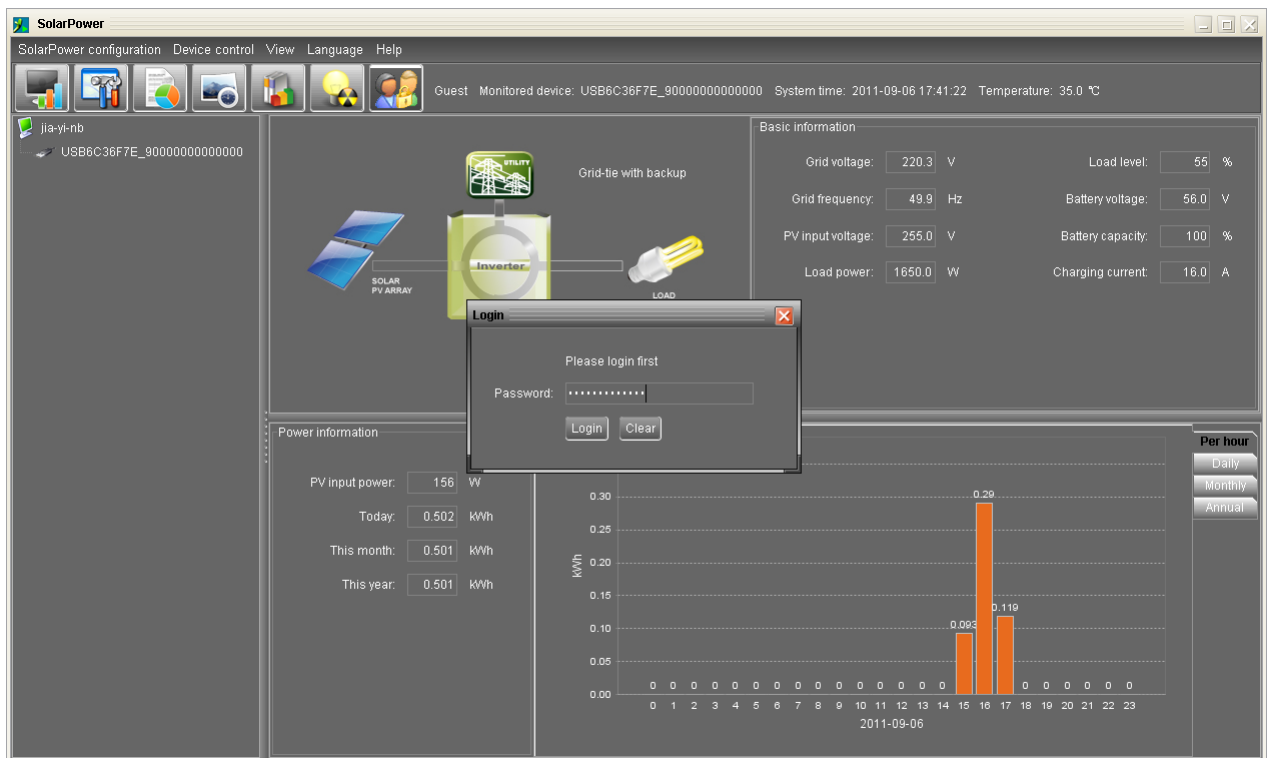 SolarPower
SolarPower configuration Device control View Language Help
Guest Monitored device: USB6C36F7E_90000000000000 System time: 2011-09-06 17:41:22 Temperature: 35.0 ℃
jia-yi-nb
USB6C36F7E_90000000000000
UTILITY
Grid-tie with backup
Inverter
SOLAR
PV ARRAY
LOAD
Basic information
Grid voltage: 220.3 V Load level: 55 %
Grid frequency: 49.9 Hz Battery voltage: 56.0 V
PV input voltage: 255.0 V Battery capacity: 100 %
Load power: 1650.0 W Charging current: 16.0 A
Login
Please login first
Password: •••••••••••••
Login Clear
Power information
PV input power: 156 W
Today: 0.502 kWh
This month: 0.501 kWh
This year: 0.501 kWh
Per hour
Daily
Monthly
Annual
kWh
0.30
0.25
0.20
0.15
0.10
0.05
0.00
0.29
0.119
0.093
0 0 0 0 0 0 0 0 0 0 0 0 0 0 0 0 0 0 0 0 0
0 1 2 3 4 5 6 7 8 9 10 11 12 13 14 15 16 17 18 19 20 21 22 23
2011-09-06